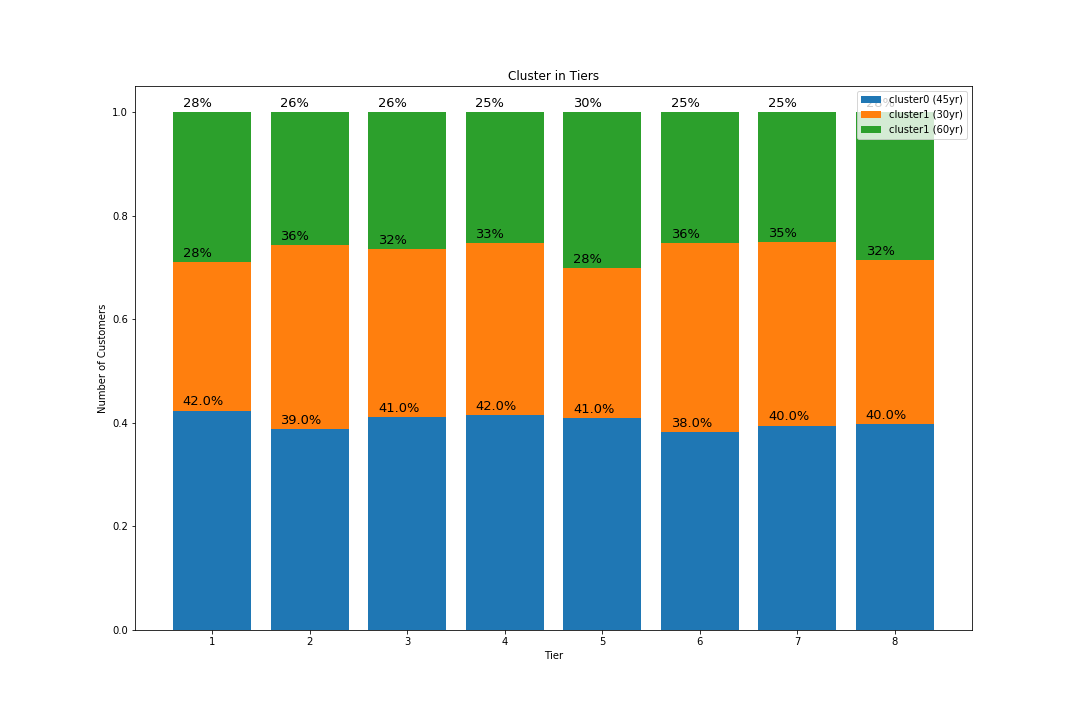 Cluster in Tiers
28% 26% 26% 25% 30% 25% 25%
cluster0 (45yr)
cluster1 (30yr)
cluster1 (60yr)
28% 36% 32% 33% 28% 36% 35% 32%
42.0% 39.0% 41.0% 42.0% 41.0% 38.0% 40.0% 40.0%
1.0
0.8
0.6
0.4
0.2
0.0
Number of Customers
1 2 3 4 5 6 7 8
Tier